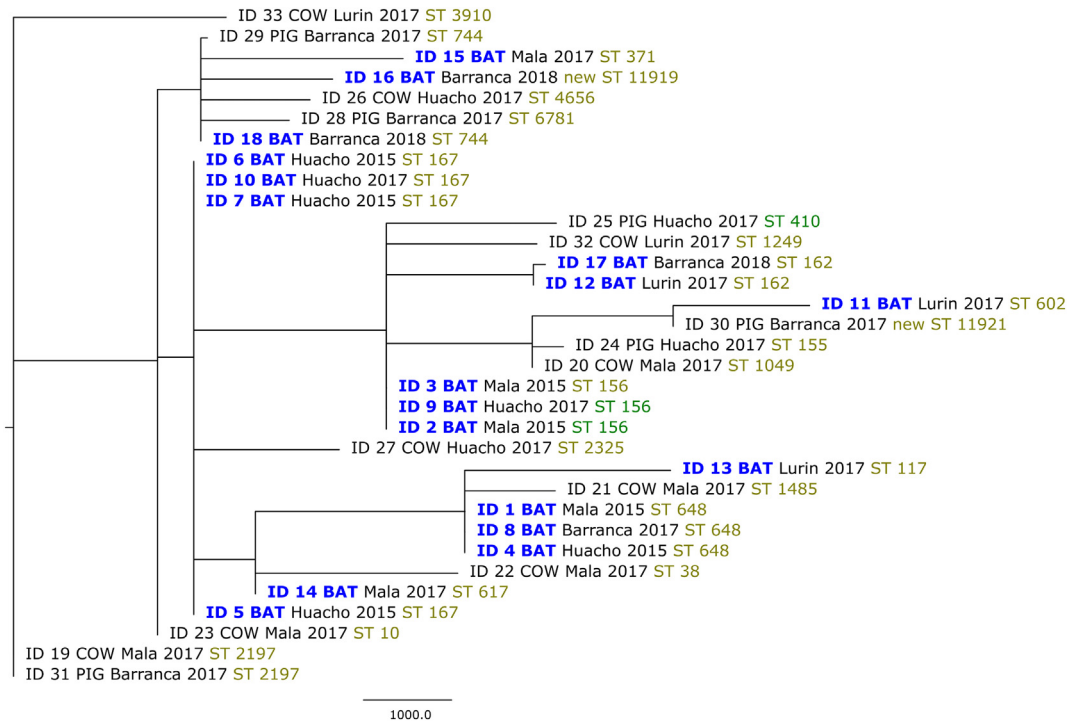 ID 33 COW Lurin 2017 ST 3910
ID 29 PIG Barranca 2017 ST 744
ID 15 BAT Mala 2017 ST 371
ID 16 BAT Barranca 2018 new ST 11919
ID 26 COW Huacho 2017 ST 4656
ID 28 PIG Barranca 2017 ST 6781
ID 18 BAT Barranca 2018 ST 744
ID 6 BAT Huacho 2015 ST 167
ID 10 BAT Huacho 2017 ST 167
ID 7 BAT Huacho 2015 ST 167
ID 25 PIG Huacho 2017 ST 410
ID 32 COW Lurin 2017 ST 1249
ID 17 BAT Barranca 2018 ST 162
ID 12 BAT Lurin 2017 ST 162
ID 11 BAT Lurin 2017 ST 602
ID 30 PIG Barranca 2017 new ST 11921
ID 24 PIG Huacho 2017 ST 155
ID 20 COW Mala 2017 ST 1049
ID 3 BAT Mala 2015 ST 156
ID 9 BAT Huacho 2017 ST 156
ID 2 BAT Mala 2015 ST 156
ID 27 COW Huacho 2017 ST 2325
ID 13 BAT Lurin 2017 ST 117
ID 21 COW Mala 2017 ST 1485
ID 1 BAT Mala 2015 ST 648
ID 8 BAT Barranca 2017 ST 648
ID 4 BAT Huacho 2015 ST 648
ID 22 COW Mala 2017 ST 38
ID 14 BAT Mala 2017 ST 617
ID 5 BAT Huacho 2015 ST 167
ID 23 COW Mala 2017 ST 10
ID 19 COW Mala 2017 ST 2197
ID 31 PIG Barranca 2017 ST 2197
1000.0